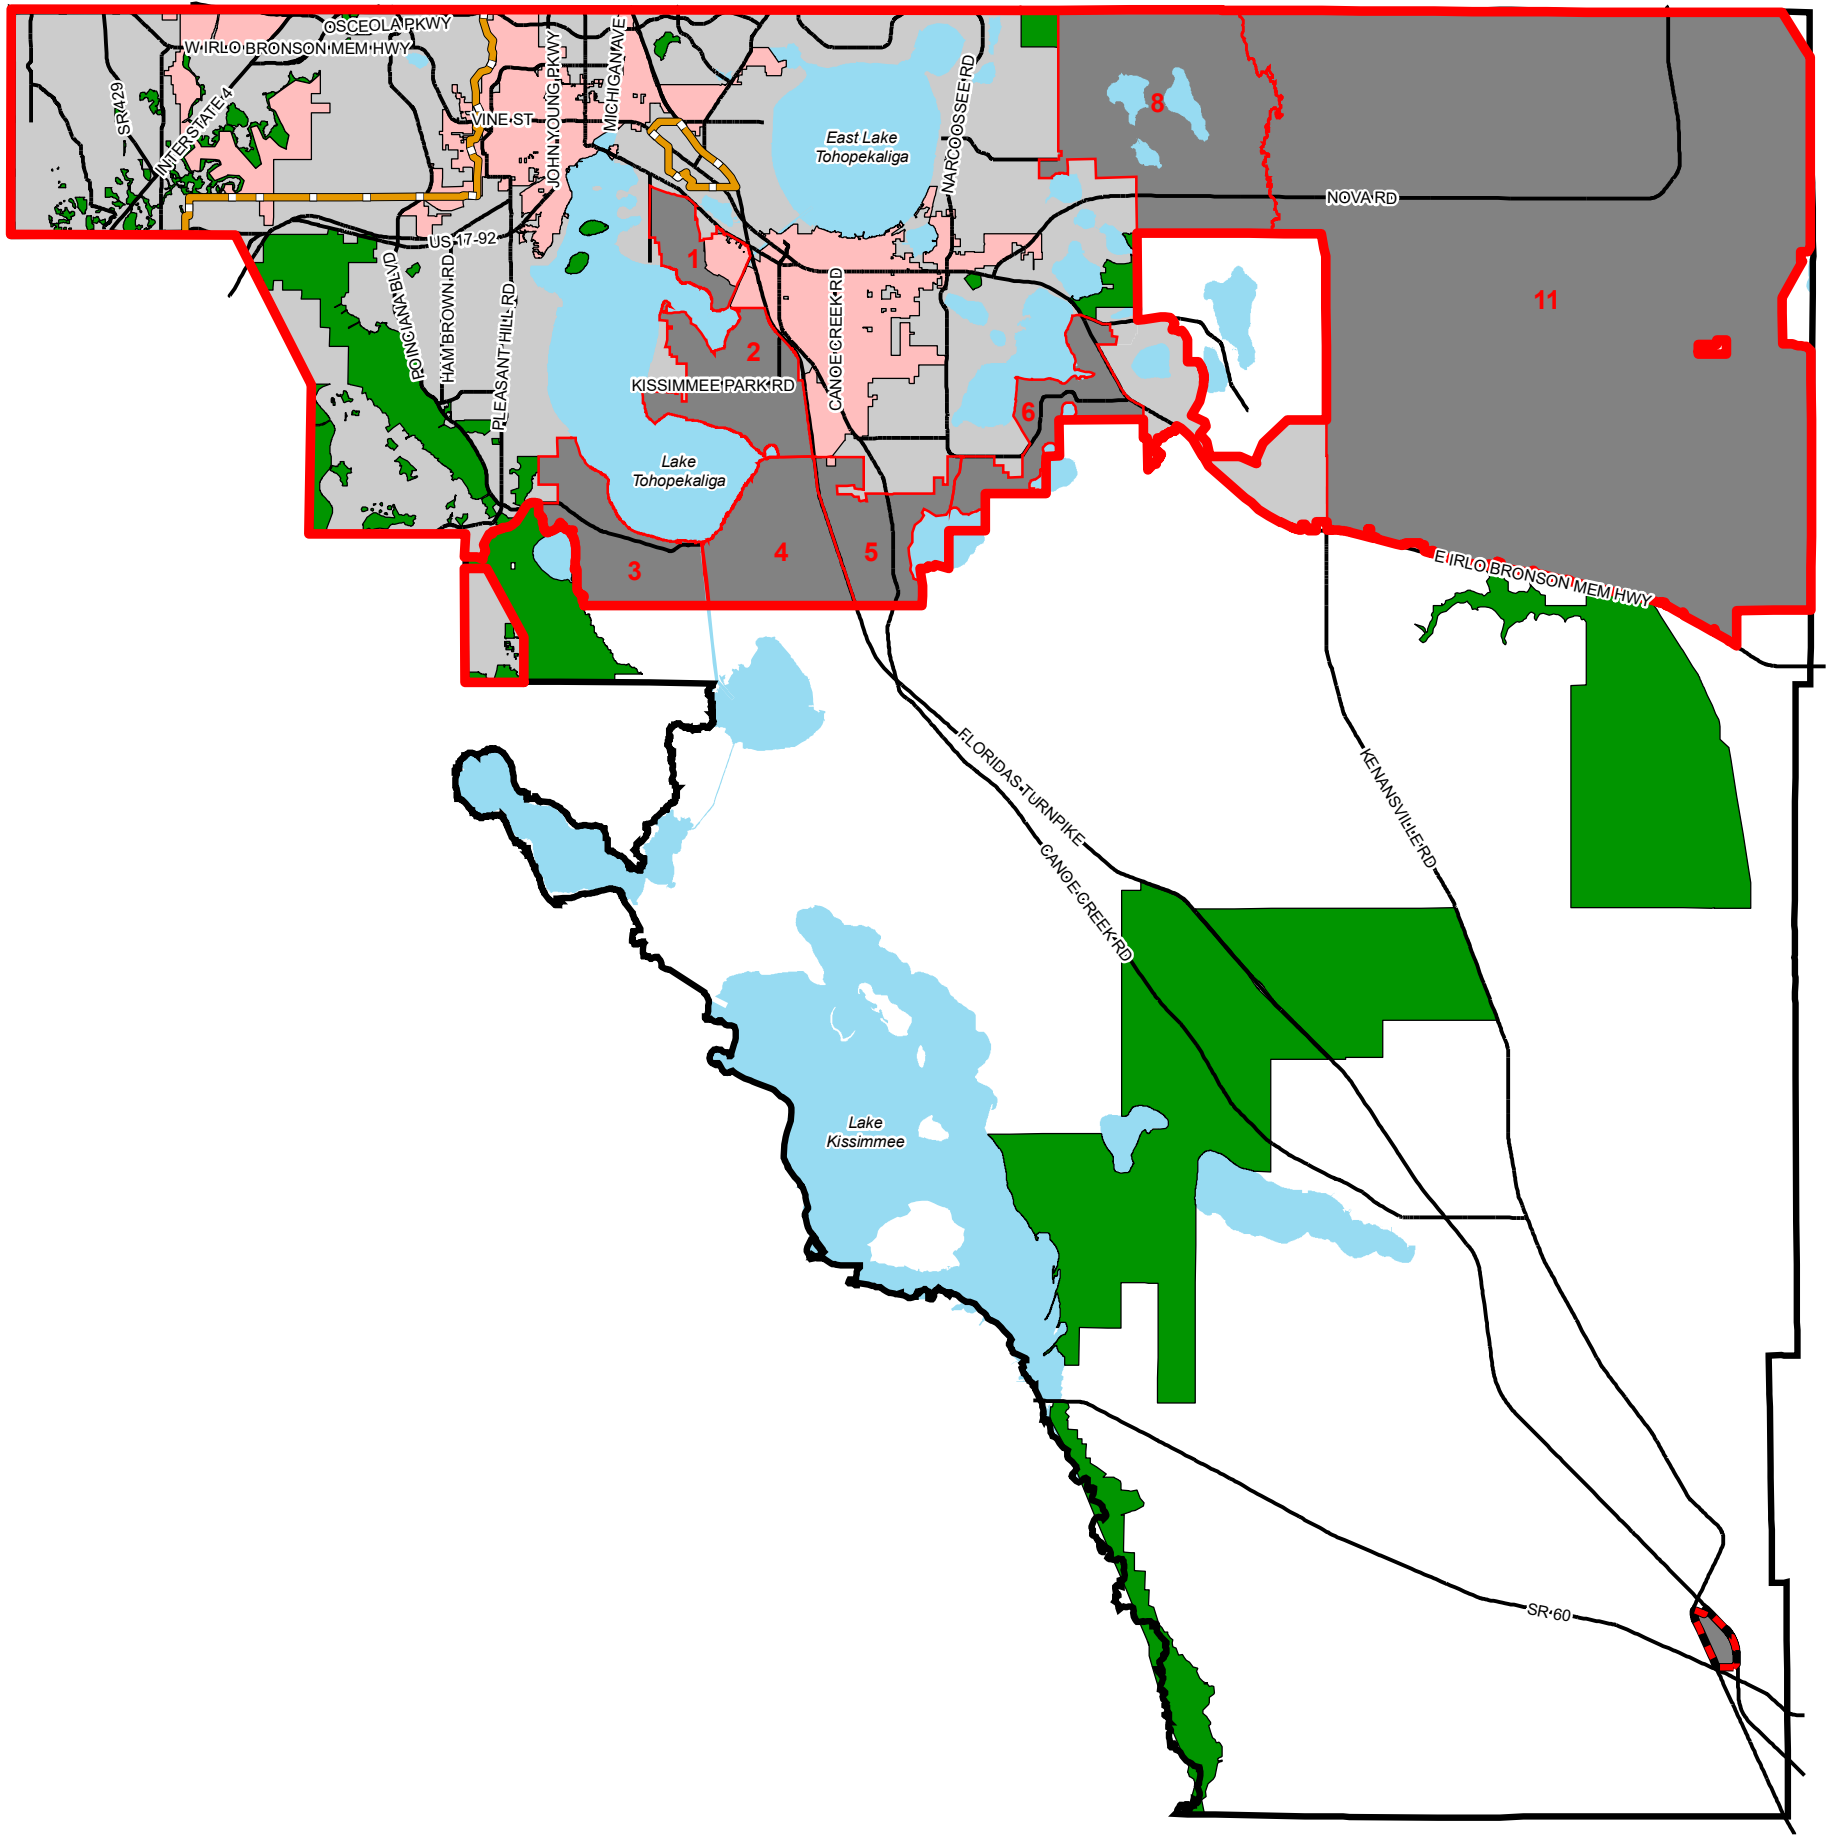 OSCEOLA PKWY
W IRLO BRONSON MEM HWY
SR 429
INTERSTATE 4
VINE ST
JOHN YOUNG PKWY
MICHIGAN AVE
East Lake
Tohopekaliga
NARCOOSSEE RD
8
NOVA RD
US 17-92
POINCIANA BLVD
HAM BROWN RD
PLEASANT HILL RD
1
CANOE CREEK RD
11
2
KISSIMMEE PARK RD
6
Lake
Tohopekaliga
3
4
5
E IRLO BRONSON MEM HWY
FLORIDAS TURNPIKE
CANOE CREEK RD
KENANSVILLE RD
Lake
Kissimmee
SR 60